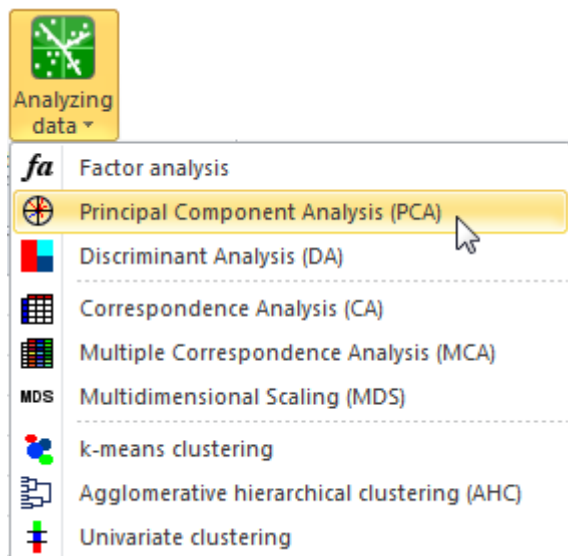 Analyzing
data
fa Factor analysis
Principal Component Analysis (PCA)
Discriminant Analysis (DA)
Correspondence Analysis (CA)
Multiple Correspondence Analysis (MCA)
MDS Multidimensional Scaling (MDS)
k-means clustering
Agglomerative hierarchical clustering (AHC)
Univariate clustering